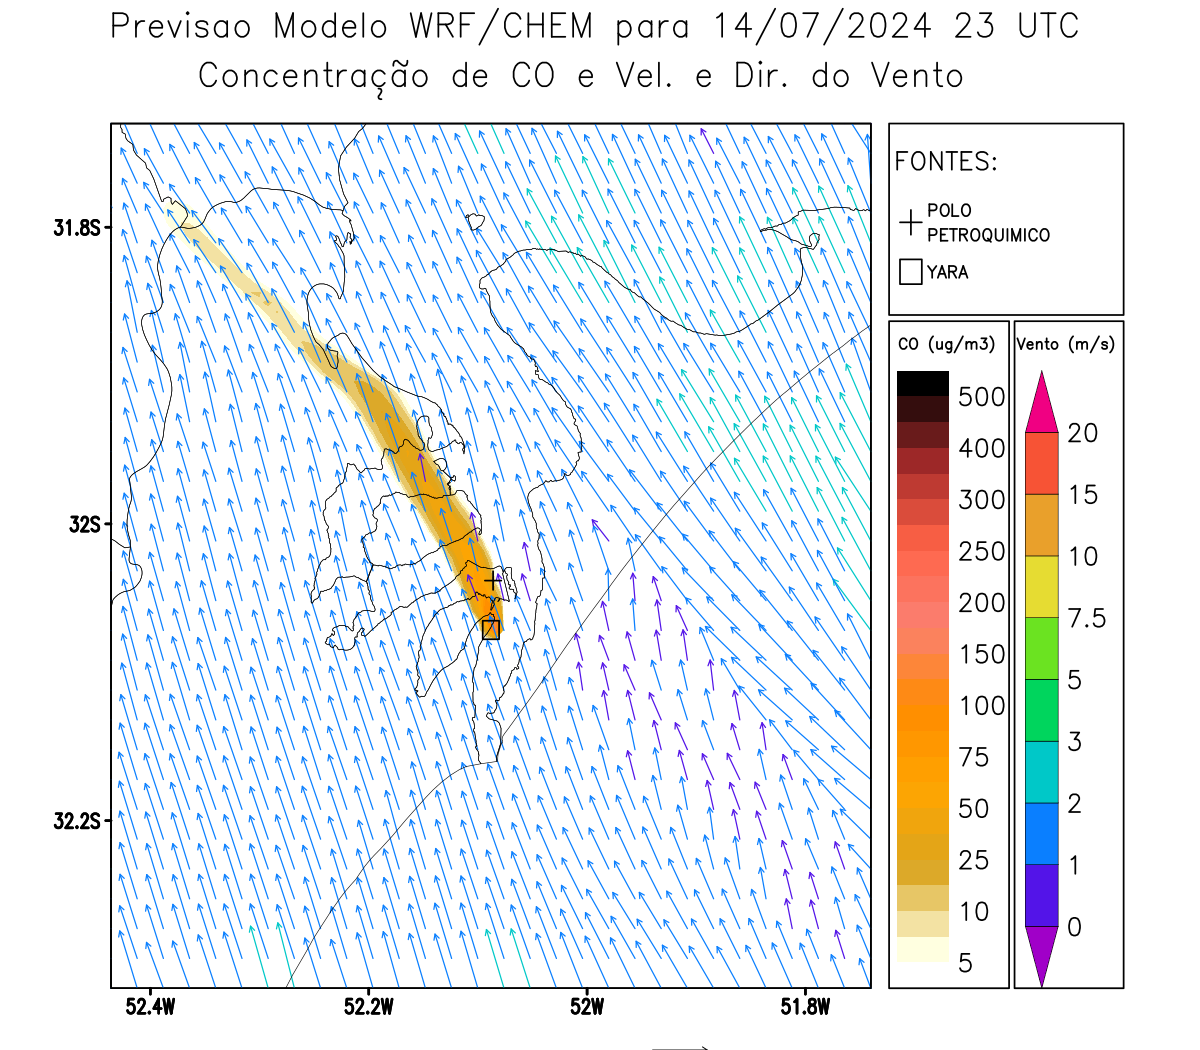 Previsao Modelo WRF/CHEM para 14/07/2024 23 UTC
Concentração de CO e Vel. e Dir. do Vento
FONTES:
POLO
PETROQUIMICO
YARA
CO (ug/m3)
500
400
300
250
200
150
100
75
50
25
10
5
Vento (m/s)
20
15
10
7.5
5
3
2
1
0
31.8S
32S
32.2S
52.4W
52.2W
52W
51.8W